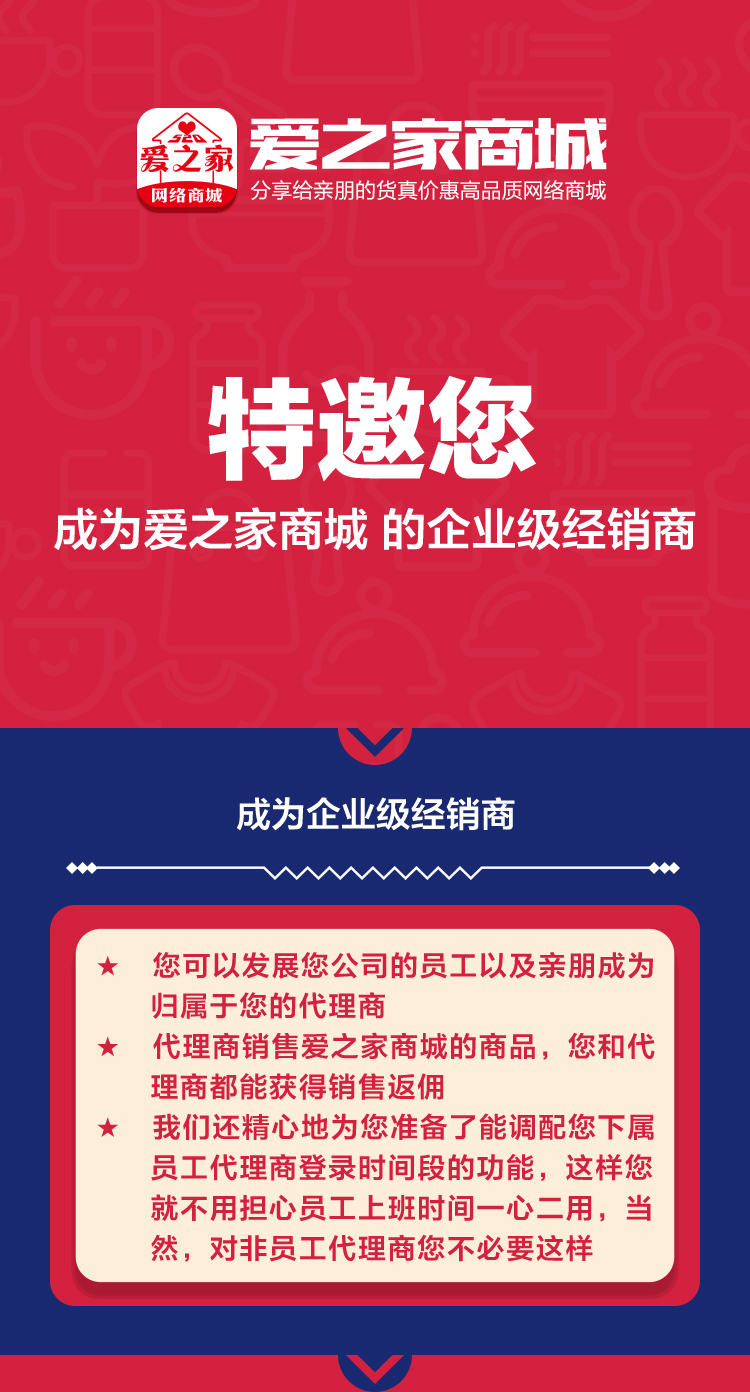 520
爱之家
网络商城
爱之家商城
分享给亲朋的货真价惠高品质网络商城
特邀您
成为爱之家商城 的企业级经销商
成为企业级经销商
★ 您可以发展您公司的员工以及亲朋成为
归属于您的代理商
★ 代理商销售爱之家商城的商品，您和代
理商都能获得销售返佣
★ 我们还精心地为您准备了能调配您下属
员工代理商登录时间段的功能，这样您
就不用担心员工上班时间一心二用，当
然，对非员工代理商您不必要这样